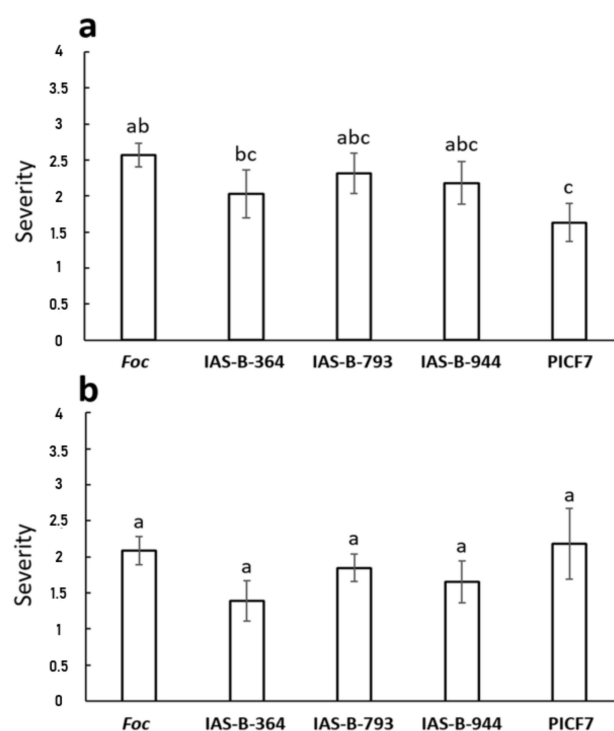 a
4
3.5
3
2.5
2
1.5
1
0.5
0
Severity
ab
bc
abc
abc
c
Foc IAS-B-364 IAS-B-793 IAS-B-944 PICF7
b
4
3.5
3
2.5
2
1.5
1
0.5
0
Severity
a
a
a
a
a
Foc IAS-B-364 IAS-B-793 IAS-B-944 PICF7